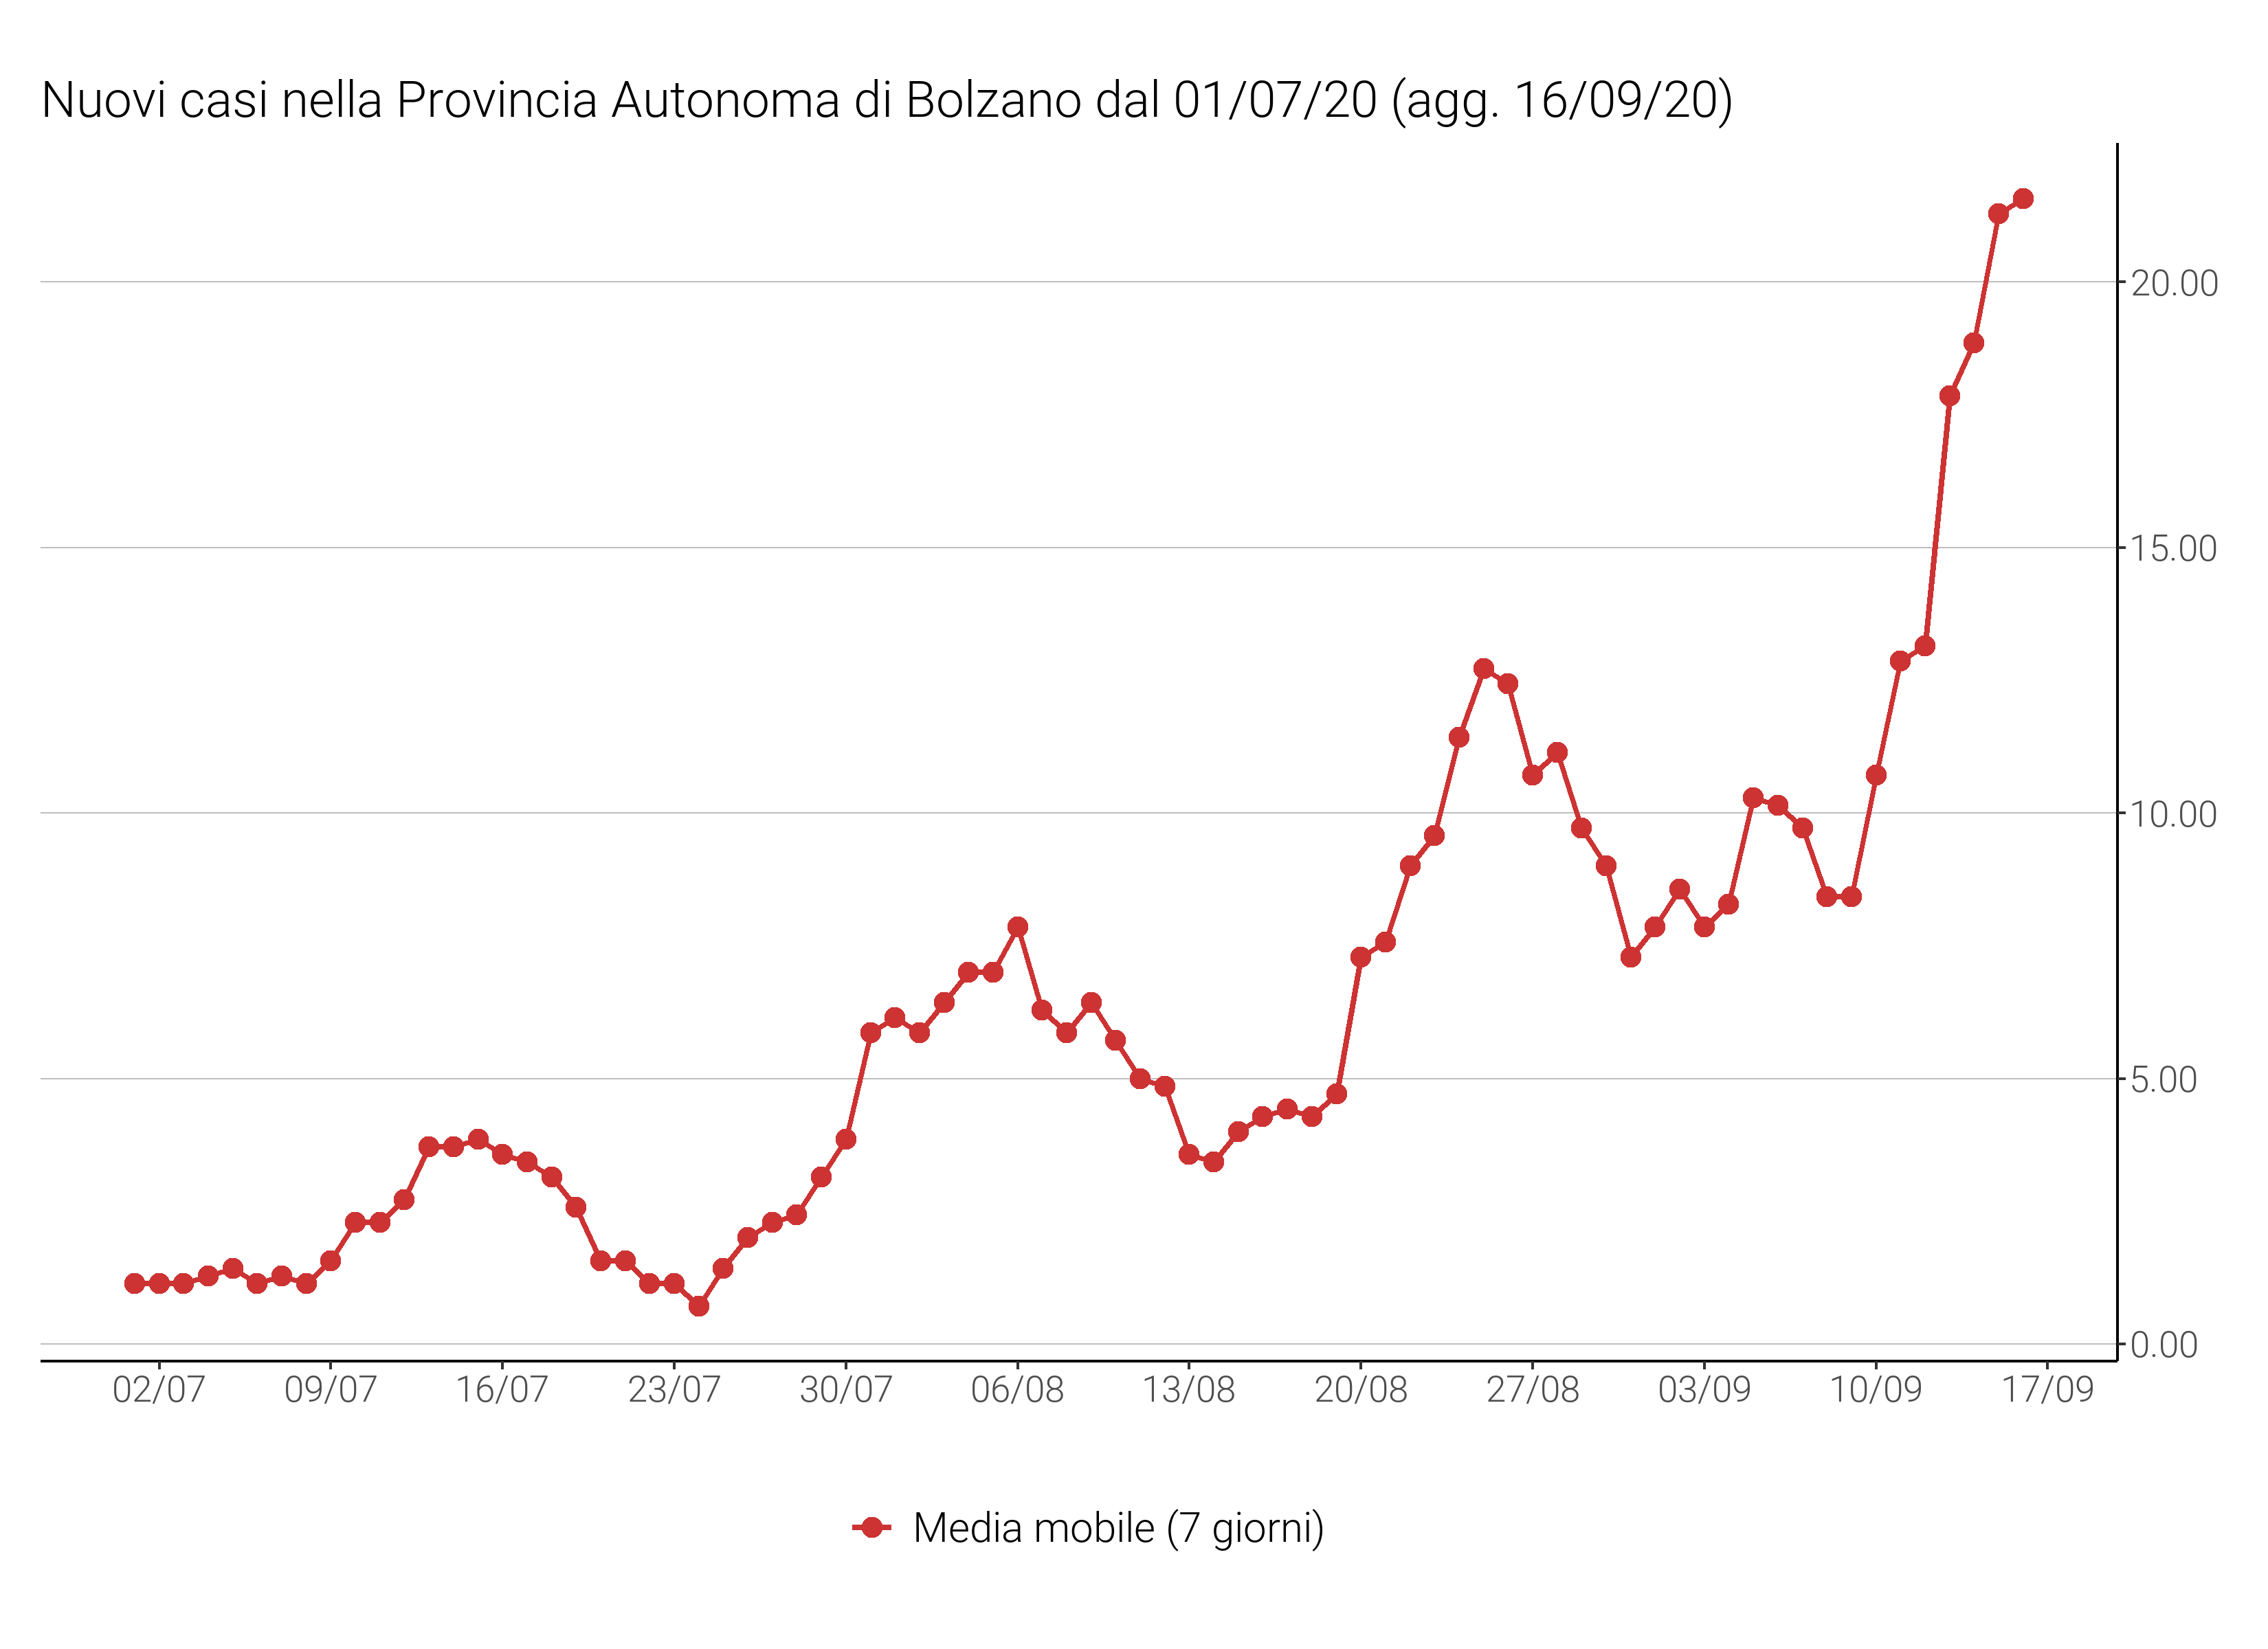 Nuovi casi nella Provincia Autonoma di Bolzano dal 01/07/20 (agg. 16/09/20)
20.00
15.00
10.00
5.00
0.00
02/07 09/07 16/07 23/07 30/07 06/08 13/08 20/08 27/08 03/09 10/09 17/09
Media mobile (7 giorni)